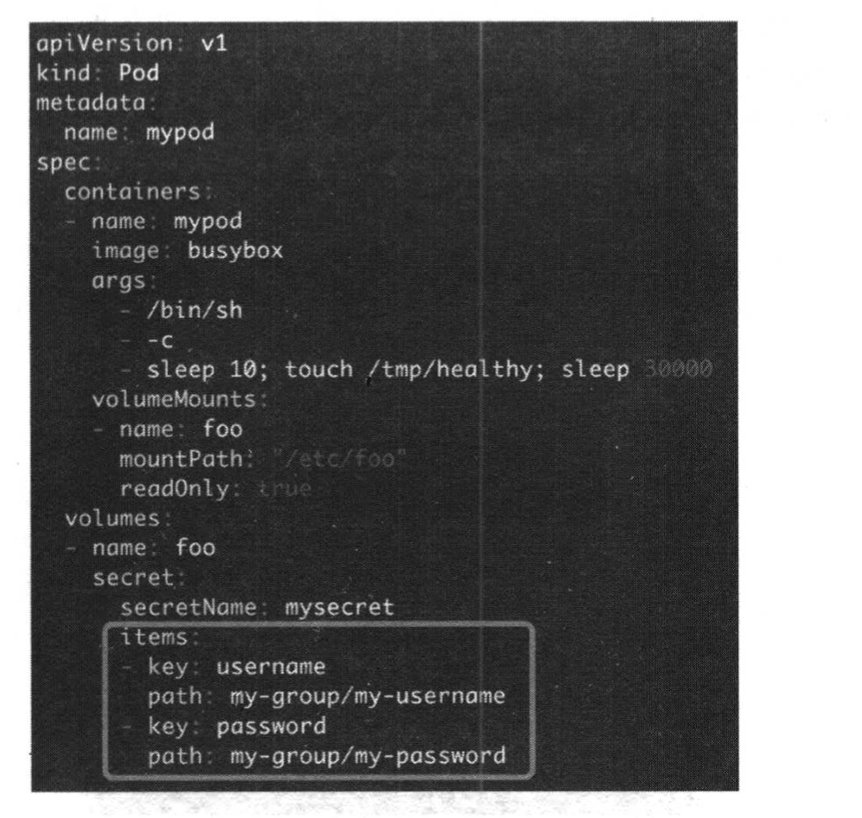 apiVersion: v1
kind: Pod
metadata:
  name: mypod
spec:
  containers:
  - name: mypod
    image: busybox
    args:
      - /bin/sh
      - -c
      - sleep 10; touch /tmp/healthy; sleep 30000
    volumeMounts:
    - name: foo
      mountPath: "/etc/foo"
      readOnly: true
  volumes:
  - name: foo
    secret:
      secretName: mysecret
      items:
      - key: username
        path: my-group/my-username
      - key: password
        path: my-group/my-password